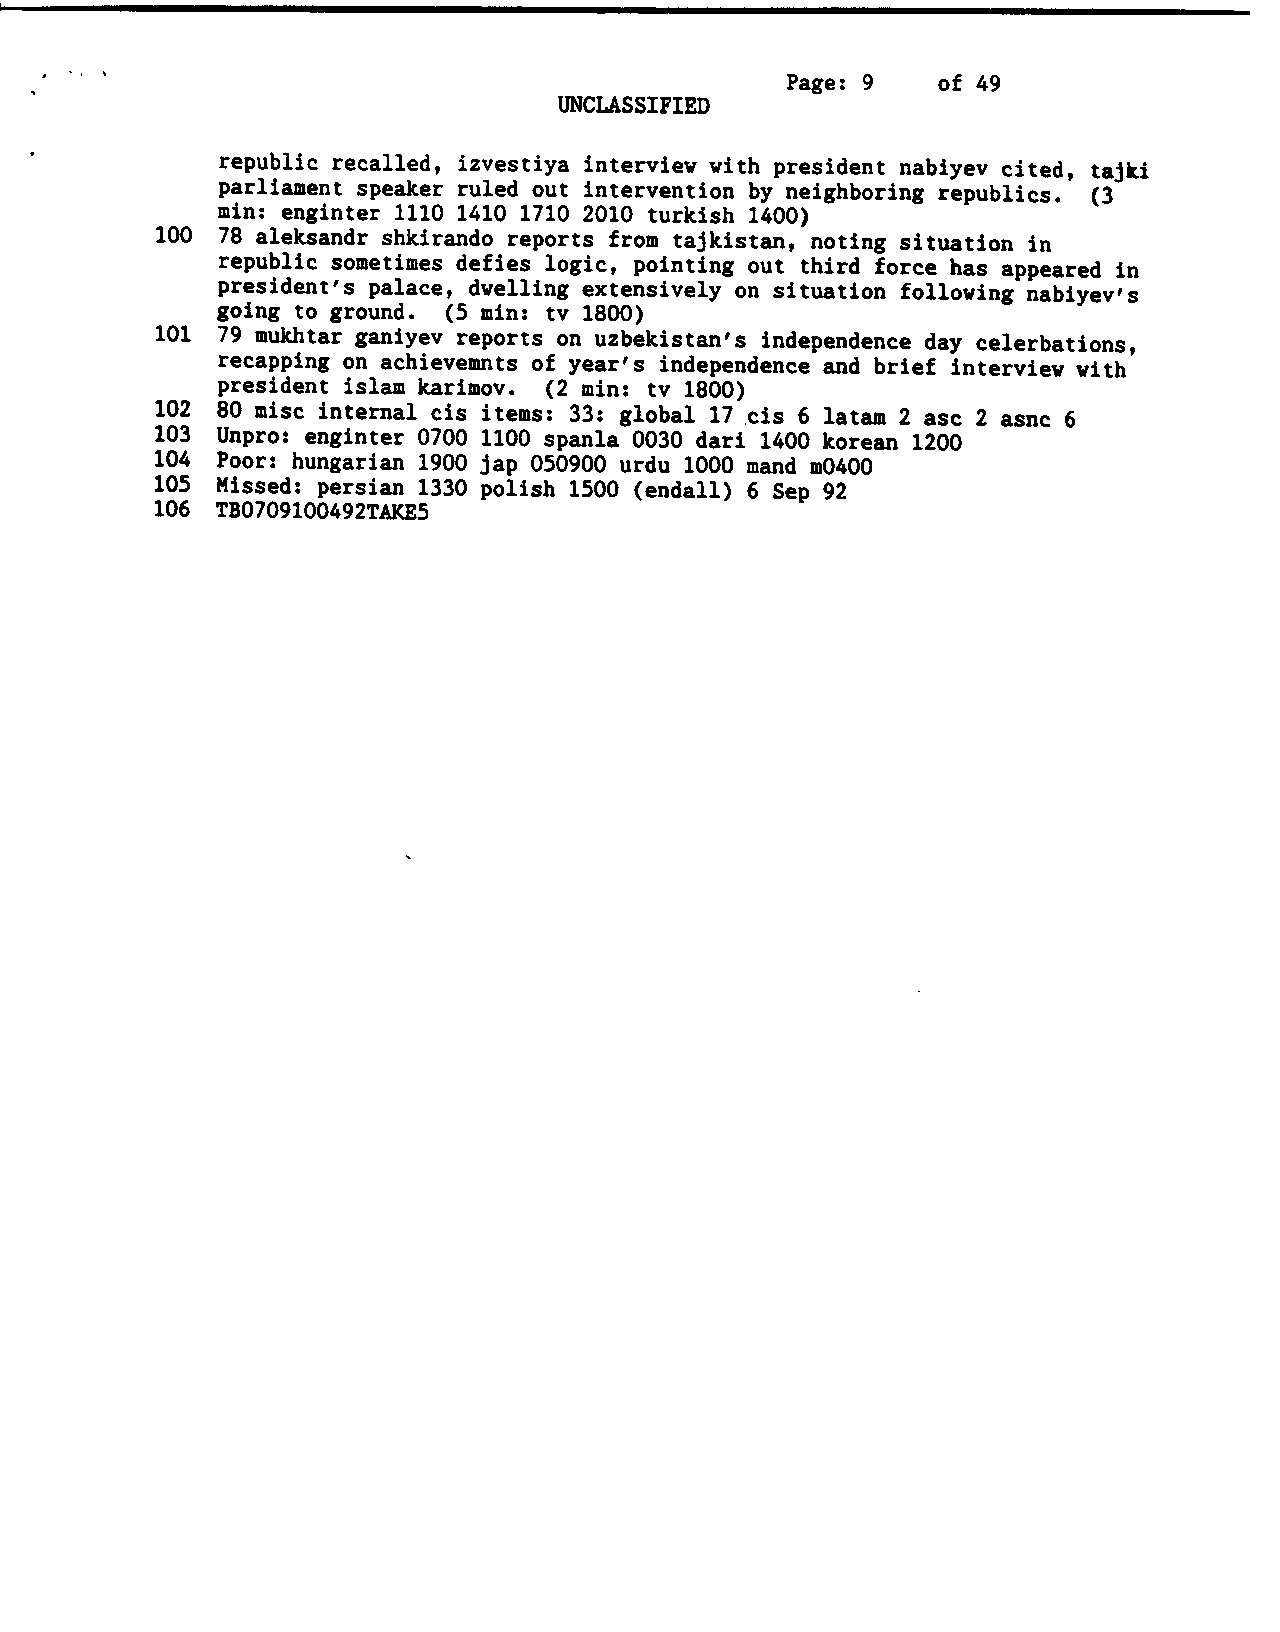 Page: 9 of 49
UNCLASSIFIED
republic recalled, izvestiya interview with president nabiyev cited, tajki
parliament speaker ruled out intervention by neighboring republics. (3
min: enginter 1110 1410 1710 2010 turkish 1400)
100 78 aleksandr shkirando reports from tajkistan, noting situation in
republic sometimes defies logic, pointing out third force has appeared in
president's palace, dwelling extensively on situation following nabiyev's
going to ground. (5 min: tv 1800)
101 79 mukhtar ganiyev reports on uzbekistan's independence day celerbations,
recapping on achievemnts of year's independence and brief interview with
president islam karimov. (2 min: tv 1800)
102 80 misc internal cis items: 33: global 17 cis 6 latam 2 asc 2 asnc 6
103 Unpro: enginter 0700 1100 spanla 0030 dari 1400 korean 1200
104 Poor: hungarian 1900 jap 050900 urdu 1000 mand m0400
105 Missed: persian 1330 polish 1500 (endall) 6 Sep 92
106 TB0709100492TAKE5